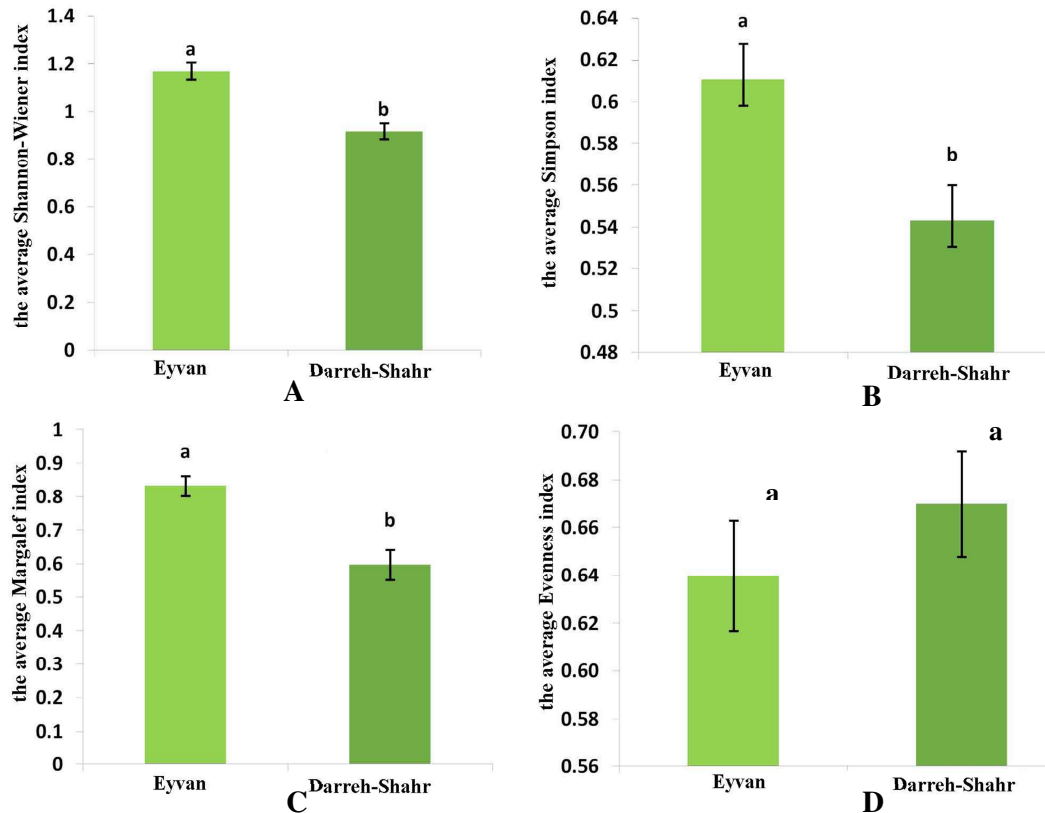 the average Shannon-Wiener index
1.4
1.2
1
0.8
0.6
0.4
0.2
0
a
b
Eyvan
Darreh-Shahr
A
the average Simpson index
0.64
0.62
0.6
0.58
0.56
0.54
0.52
0.5
0.48
a
b
Eyvan
Darreh-Shahr
B
the average Margalef index
1
0.9
0.8
0.7
0.6
0.5
0.4
0.3
0.2
0.1
0
a
b
Eyvan
Darreh-Shahr
C
the average Evenness index
0.70
0.68
0.66
0.64
0.62
0.60
0.58
0.56
a
a
Eyvan
Darreh-Shahr
D